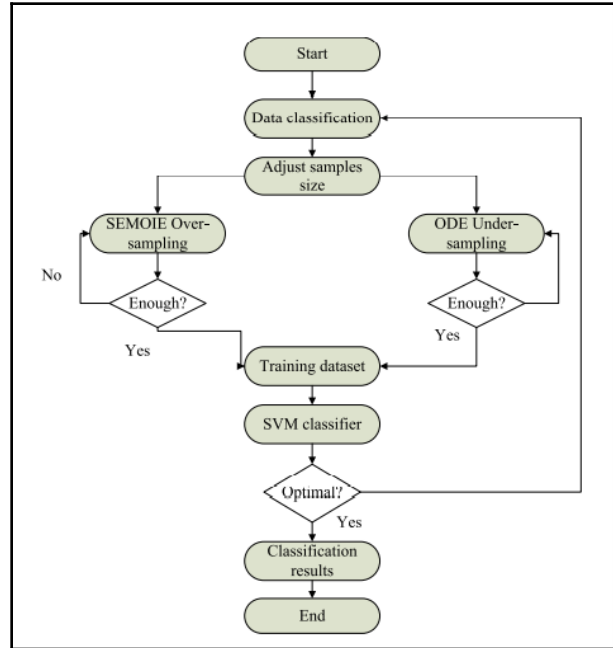 Start
Data classification
Adjust samples
size
SEMOIE Over-
sampling
ODE Under-
sampling
No
Enough?
Enough?
Yes
Yes
Training dataset
SVM classifier
Optimal?
Yes
Classification
results
End